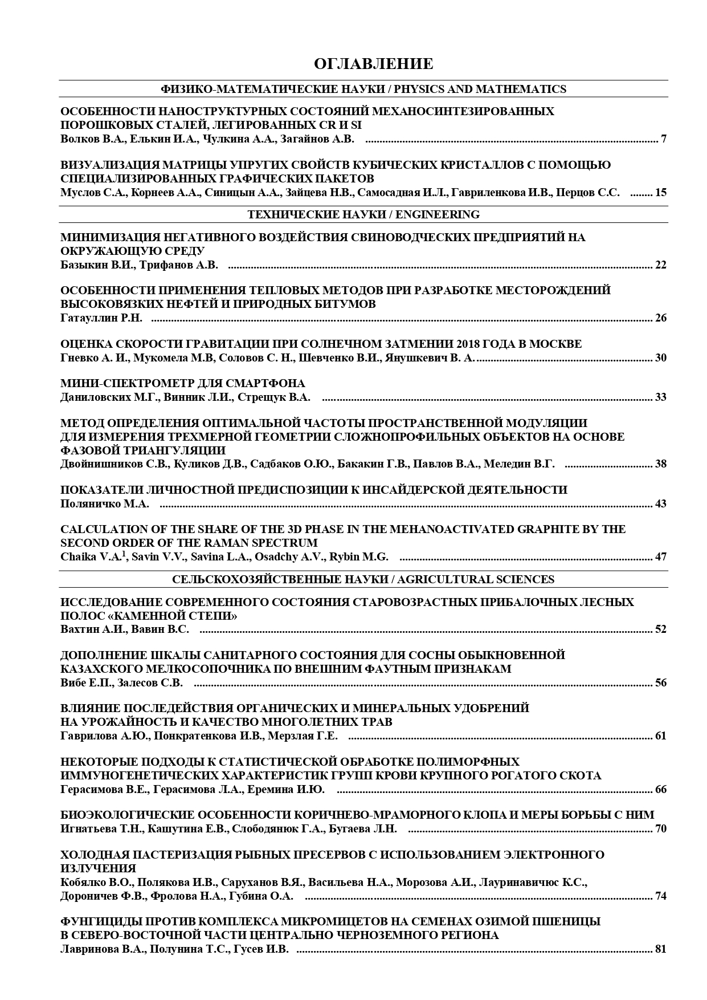 ОГЛАВЛЕНИЕ
ФИЗИКО-МАТЕМАТИЧЕСКИЕ НАУКИ / PHYSICS AND MATHEMATICS
ОСОБЕННОСТИ НАНОСТРУКТУРНЫХ СОСТОЯНИЙ МЕХАНОСИНТЕЗИРОВАННЫХ
ПОРОШКОВЫХ СТАЛЕЙ, ЛЕГИРОВАННЫХ CR И SI
Волков В.А., Елькин И.А., Чулкина А.А., Загайнов А.В. ........ 7
ВИЗУАЛИЗАЦИЯ МАТРИЦЫ УПРУГИХ СВОЙСТВ КУБИЧЕСКИХ КРИСТАЛЛОВ С ПОМОЩЬЮ
СПЕЦИАЛИЗИРОВАННЫХ ГРАФИЧЕСКИХ ПАКЕТОВ
Муслов С.А., Корнеев А.А., Синицын А.А., Зайцева Н.В., Самосадная И.Л., Гавриленкова И.В., Перцов С.С. ........ 15
ТЕХНИЧЕСКИЕ НАУКИ / ENGINEERING
МИНИМИЗАЦИЯ НЕГАТИВНОГО ВОЗДЕЙСТВИЯ СВИНОВОДЧЕСКИХ ПРЕДПРИЯТИЙ НА
ОКРУЖАЮЩУЮ СРЕДУ
Базыкин В.И., Трифанов А.В. ........ 22
ОСОБЕННОСТИ ПРИМЕНЕНИЯ ТЕПЛОВЫХ МЕТОДОВ ПРИ РАЗРАБОТКЕ МЕСТОРОЖДЕНИЙ
ВЫСОКОВЯЗКИХ НЕФТЕЙ И ПРИРОДНЫХ БИТУМОВ
Гатауллин Р.Н. ........ 26
ОЦЕНКА СКОРОСТИ ГРАВИТАЦИИ ПРИ СОЛНЕЧНОМ ЗАТМЕНИИ 2018 ГОДА В МОСКВЕ
Гневко А. И., Мукомела М.В, Соловов С. Н., Шевченко В.И., Янушкевич В. А. ........ 30
МИНИ-СПЕКТРОМЕТР ДЛЯ СМАРТФОНА
Даниловских М.Г., Винник Л.И., Стрещук В.А. ........ 33
МЕТОД ОПРЕДЕЛЕНИЯ ОПТИМАЛЬНОЙ ЧАСТОТЫ ПРОСТРАНСТВЕННОЙ МОДУЛЯЦИИ
ДЛЯ ИЗМЕРЕНИЯ ТРЕХМЕРНОЙ ГЕОМЕТРИИ СЛОЖНОПРОФИЛЬНЫХ ОБЪЕКТОВ НА ОСНОВЕ
ФАЗОВОЙ ТРИАНГУЛЯЦИИ
Двойнишников С.В., Куликов Д.В., Садбаков О.Ю., Бакакин Г.В., Павлов В.А., Меледин В.Г. ........ 38
ПОКАЗАТЕЛИ ЛИЧНОСТНОЙ ПРЕДИСПОЗИЦИИ К ИНСАЙДЕРСКОЙ ДЕЯТЕЛЬНОСТИ
Поляничко М.А. ........ 43
CALCULATION OF THE SHARE OF THE 3D PHASE IN THE MEHANOACTIVATED GRAPHITE BY THE
SECOND ORDER OF THE RAMAN SPECTRUM
Chaika V.A.¹, Savin V.V., Savina L.A., Osadchy A.V., Rybin M.G. ........ 47
СЕЛЬСКОХОЗЯЙСТВЕННЫЕ НАУКИ / AGRICULTURAL SCIENCES
ИССЛЕДОВАНИЕ СОВРЕМЕННОГО СОСТОЯНИЯ СТАРОВОЗРАСТНЫХ ПРИБАЛОЧНЫХ ЛЕСНЫХ
ПОЛОС «КАМЕННОЙ СТЕПИ»
Вахтин А.И., Вавин В.С. ........ 52
ДОПОЛНЕНИЕ ШКАЛЫ САНИТАРНОГО СОСТОЯНИЯ ДЛЯ СОСНЫ ОБЫКНОВЕННОЙ
КАЗАХСКОГО МЕЛКОСОПОЧНИКА ПО ВНЕШНИМ ФАУТНЫМ ПРИЗНАКАМ
Вибе Е.П., Залесов С.В. ........ 56
ВЛИЯНИЕ ПОСЛЕДЕЙСТВИЯ ОРГАНИЧЕСКИХ И МИНЕРАЛЬНЫХ УДОБРЕНИЙ
НА УРОЖАЙНОСТЬ И КАЧЕСТВО МНОГОЛЕТНИХ ТРАВ
Гаврилова А.Ю., Понкратенкова И.В., Мерзлая Г.Е. ........ 61
НЕКОТОРЫЕ ПОДХОДЫ К СТАТИСТИЧЕСКОЙ ОБРАБОТКЕ ПОЛИМОРФНЫХ
ИММУНОГЕНЕТИЧЕСКИХ ХАРАКТЕРИСТИК ГРУПП КРОВИ КРУПНОГО РОГАТОГО СКОТА
Герасимова В.Е., Герасимова Л.А., Еремина И.Ю. ........ 66
БИОЭКОЛОГИЧЕСКИЕ ОСОБЕННОСТИ КОРИЧНЕВО-МРАМОРНОГО КЛОПА И МЕРЫ БОРЬБЫ С НИМ
Игнатьева Т.Н., Кашутина Е.В., Слободянюк Г.А., Бугаева Л.Н. ........ 70
ХОЛОДНАЯ ПАСТЕРИЗАЦИЯ РЫБНЫХ ПРЕСЕРВОВ С ИСПОЛЬЗОВАНИЕМ ЭЛЕКТРОННОГО
ИЗЛУЧЕНИЯ
Кобялко В.О., Полякова И.В., Саруханов В.Я., Васильева Н.А., Морозова А.И., Лауринавичюс К.С.,
Дороничев Ф.В., Фролова Н.А., Губина О.А. ........ 74
ФУНГИЦИДЫ ПРОТИВ КОМПЛЕКСА МИКРОМИЦЕТОВ НА СЕМЕНАХ ОЗИМОЙ ПШЕНИЦЫ
В СЕВЕРО-ВОСТОЧНОЙ ЧАСТИ ЦЕНТРАЛЬНО ЧЕРНОЗЕМНОГО РЕГИОНА
Лавринова В.А., Полунина Т.С., Гусев И.В. ........ 81